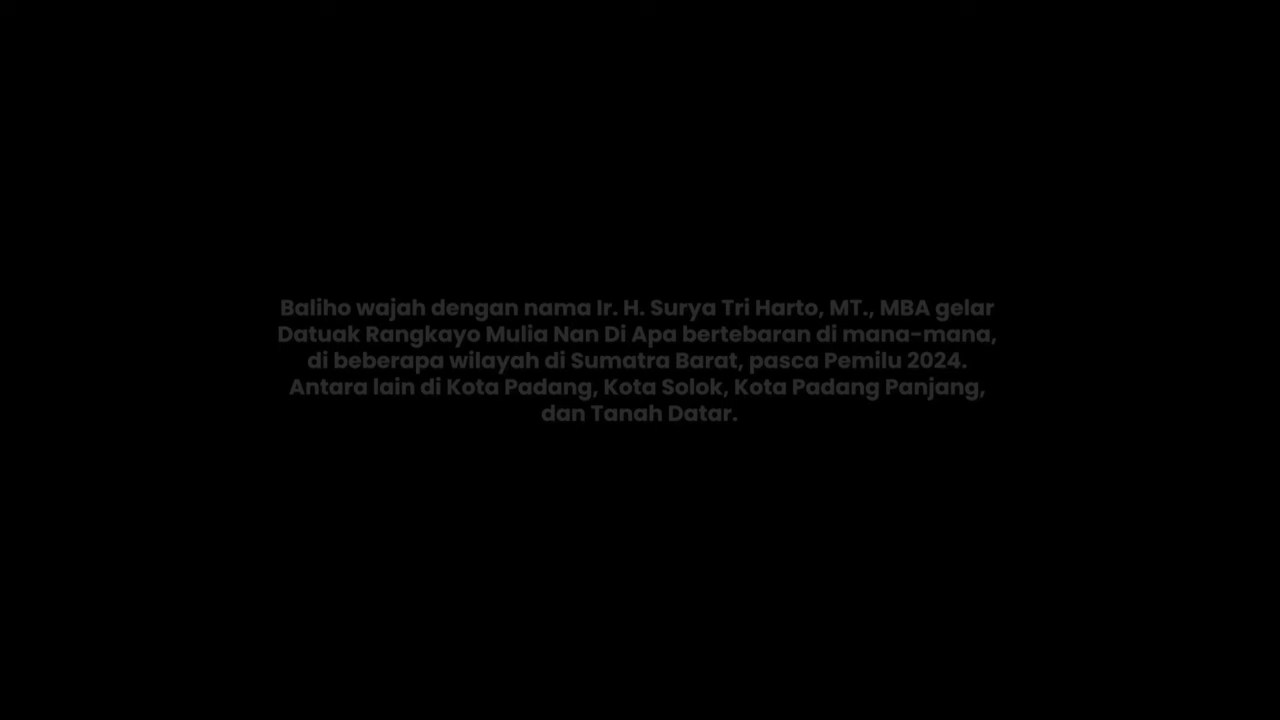 Baliho wajah dengan nama Ir. H. Surya Tri Harto, MT., MBA gelar
Datuak Rangkayo Mulia Nan Di Apa bertebaran di mana-mana,
di beberapa wilayah di Sumatra Barat, pasca Pemilu 2024.
Antara lain di Kota Padang, Kota Solok, Kota Padang Panjang,
dan Tanah Datar.